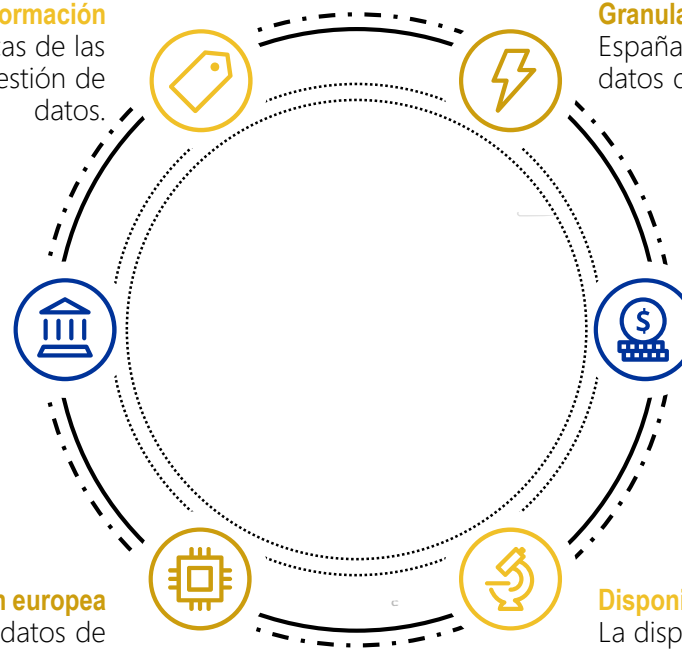 ormación
as de las
estión de
datos.
Granula
España
datos d
$
n europea
datos de
Disponi
La disp
c